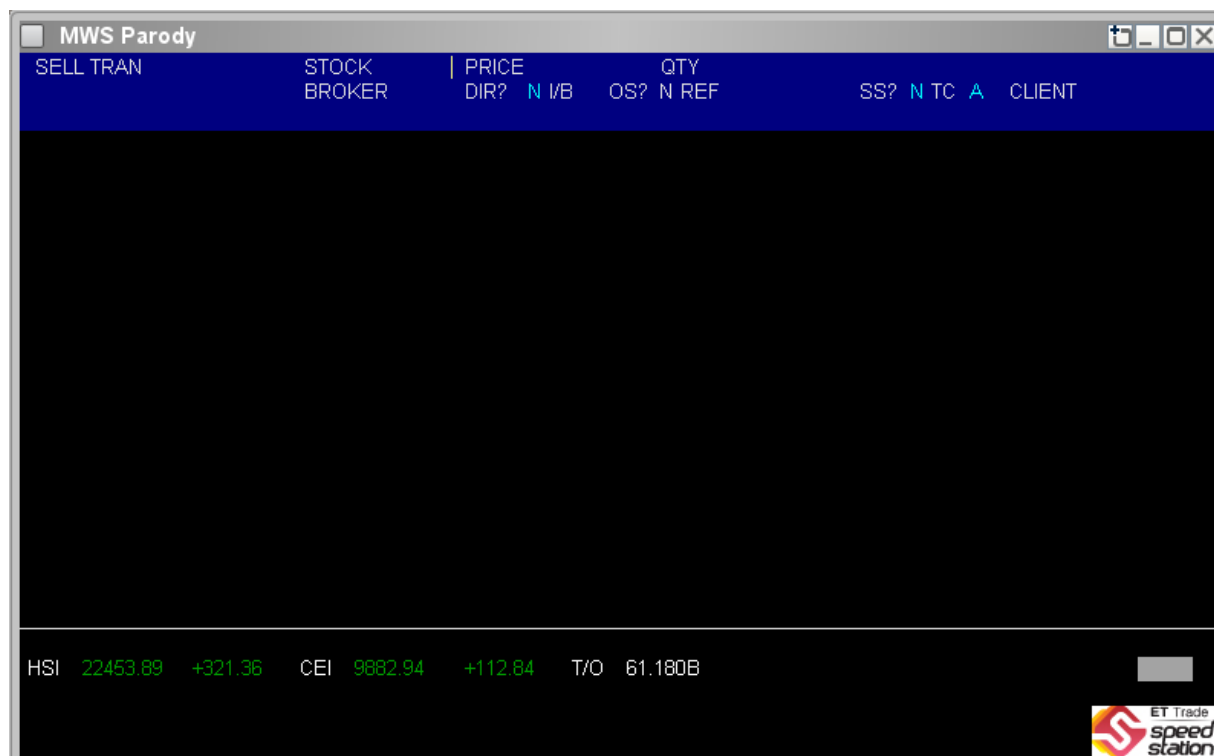 MWS Parody
SELL TRAN STOCK PRICE QTY
BROKER DIR? N I/B OS? N REF SS? N TC A CLIENT
HSI 22453.89 +321.36 CEI 9882.94 +112.84 T/O 61.180B
ET Trade
speed
station